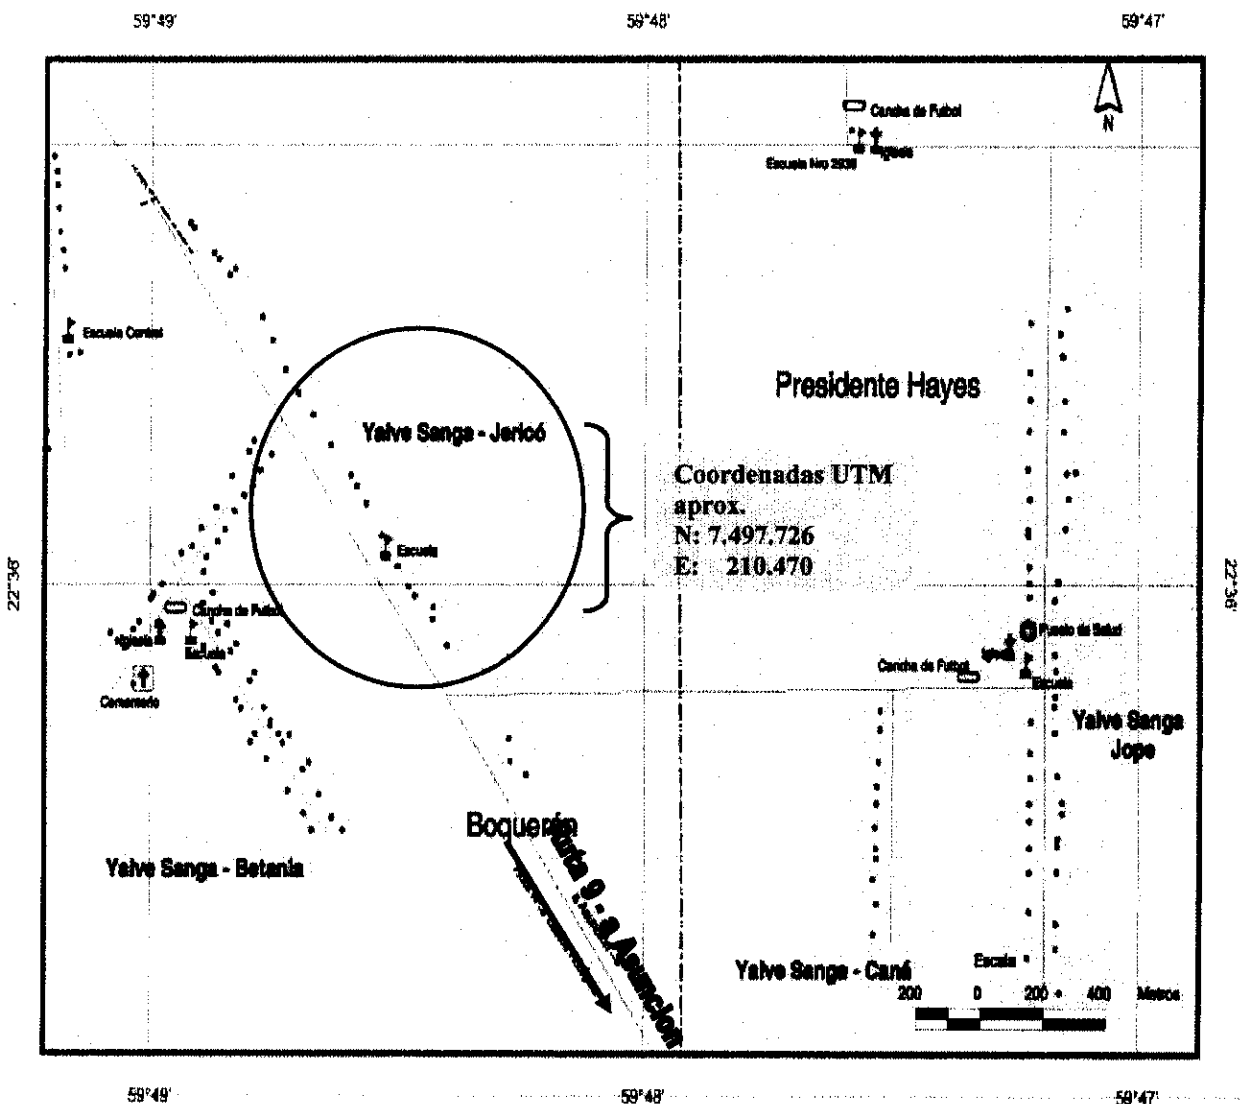 59°49'
59°48'
59°47'
Cancha de Futbol
N
Escuela Nro 2938
Iglesia
Escuela Central
Presidente Hayes
Yalve Sanga - Jericó
Coordenadas UTM
aprox.
N: 7.497.726
E: 210.470
Escuela
22°36'
22°36'
Cancha de Futbol
Iglesia
Escuela
Cementerio
Puesto de Salud
Iglesia
Cancha de Futbol
Escuela
Yalve Sanga
Jope
Boquerón
Yalve Sanga - Betania
Ruta 9 - a Asunción
Yalve Sanga - Caná
Escala
200 0 200 400 Metros
59°49'
59°48'
59°47'